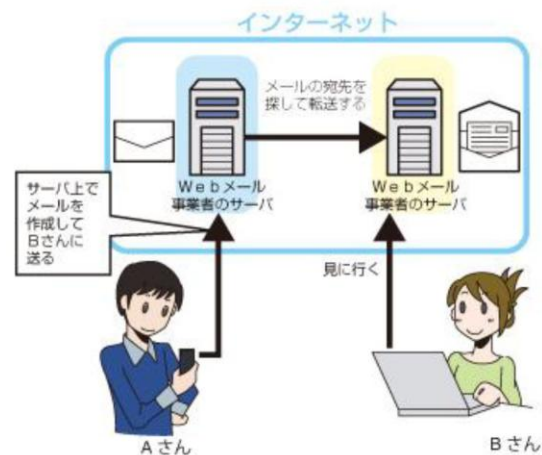 インターネット
メールの宛先を
探して転送する
Ｗｅｂメール
事業者のサーバ
Ｗｅｂメール
事業者のサーバ
サーバ上で
メールを
作成して
Ｂさんに
送る
見に行く
Ａさん
Ｂさん